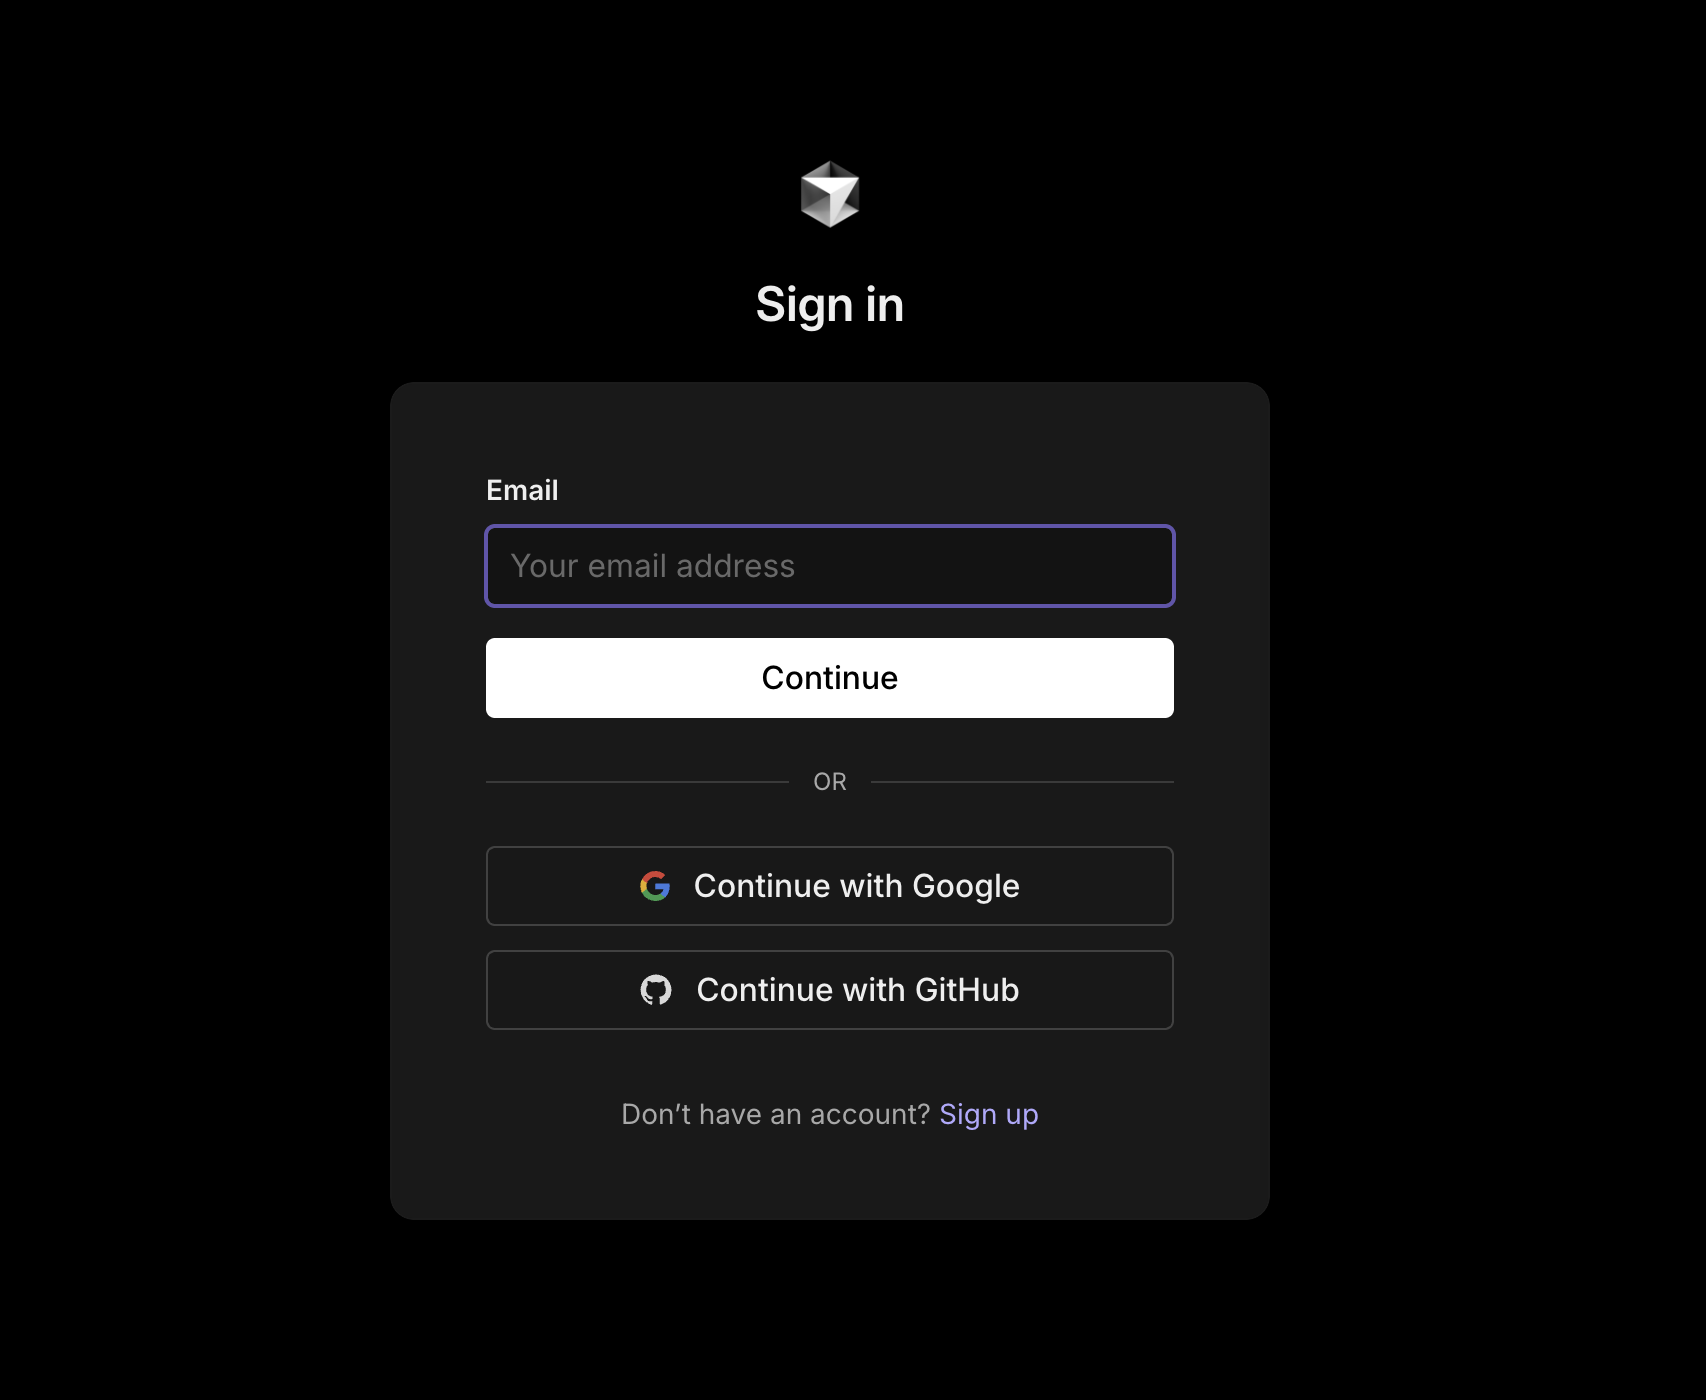 Sign in
Email
Your email address
Continue
OR
Continue with Google
Continue with GitHub
Don’t have an account? Sign up